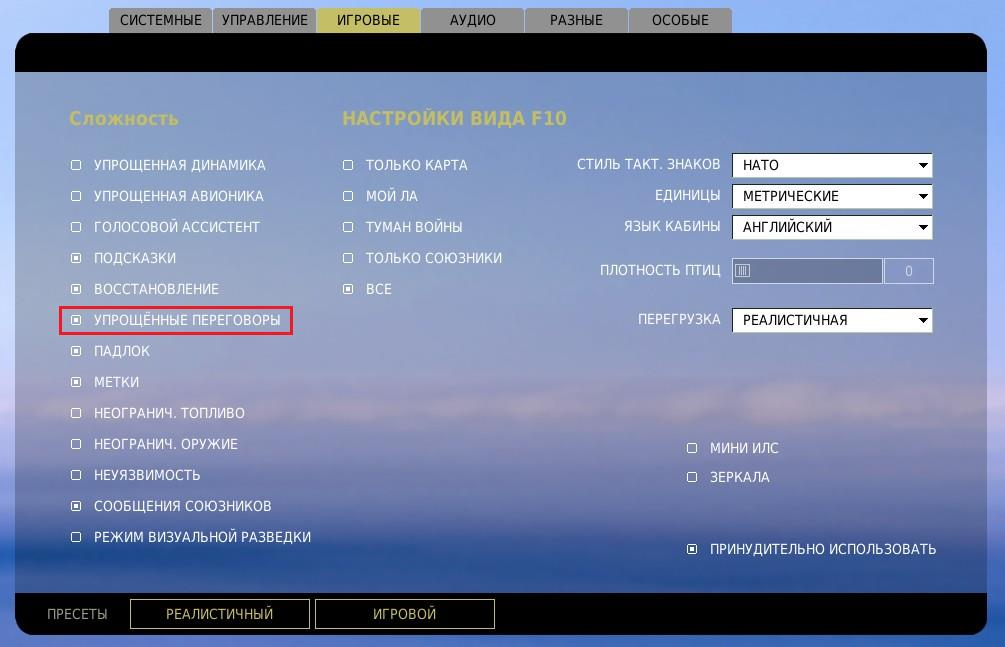 СИСТЕМНЫЕ УПРАВЛЕНИЕ ИГРОВЫЕ АУДИО РАЗНЫЕ ОСОБЫЕ
Сложность
УПРОЩЕННАЯ ДИНАМИКА
УПРОЩЕННАЯ АВИОНИКА
ГОЛОСОВОЙ АССИСТЕНТ
ПОДСКАЗКИ
ВОССТАНОВЛЕНИЕ
УПРОЩЁННЫЕ ПЕРЕГОВОРЫ
ПАДЛОК
МЕТКИ
НЕОГРАНИЧ. ТОПЛИВО
НЕОГРАНИЧ. ОРУЖИЕ
НЕУЯЗВИМОСТЬ
СООБЩЕНИЯ СОЮЗНИКОВ
РЕЖИМ ВИЗУАЛЬНОЙ РАЗВЕДКИ
НАСТРОЙКИ ВИДА F10
ТОЛЬКО КАРТА
МОЙ ЛА
ТУМАН ВОЙНЫ
ТОЛЬКО СОЮЗНИКИ
ВСЕ
СТИЛЬ ТАКТ. ЗНАКОВ НАТО
ЕДИНИЦЫ МЕТРИЧЕСКИЕ
ЯЗЫК КАБИНЫ АНГЛИЙСКИЙ
ПЛОТНОСТЬ ПТИЦ 0
ПЕРЕГРУЗКА РЕАЛИСТИЧНАЯ
МИНИ ИЛС
ЗЕРКАЛА
ПРИНУДИТЕЛЬНО ИСПОЛЬЗОВАТЬ
ПРЕСЕТЫ РЕАЛИСТИЧНЫЙ ИГРОВОЙ